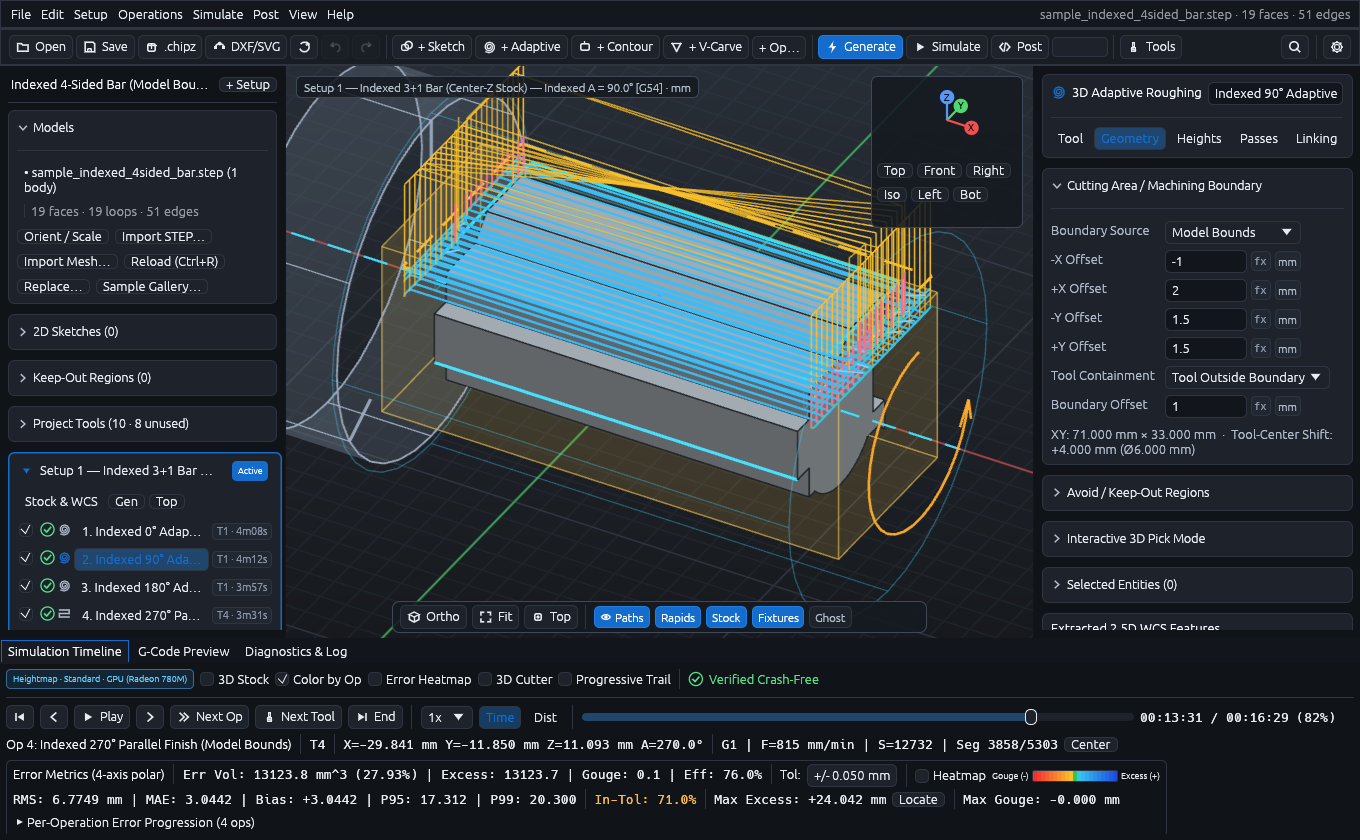 File Edit Setup Operations Simulate Post View Help
sample_indexed_4sided_bar.step · 19 faces · 51 edges
Open Save .chipz DXF/SVG + Sketch + Adaptive + Contour + V-Carve + Op... Generate Simulate Post Tools
Indexed 4-Sided Bar (Model Bou... + Setup
Models
• sample_indexed_4sided_bar.step (1 body)
19 faces · 19 loops · 51 edges
Orient / Scale Import STEP...
Import Mesh... Reload (Ctrl+R)
Replace... Sample Gallery...
2D Sketches (0)
Keep-Out Regions (0)
Project Tools (10 · 8 unused)
Setup 1 — Indexed 3+1 Bar ... Active
Stock & WCS Gen Top
1. Indexed 0° Adap... T1 · 4m08s
2. Indexed 90° Ada... T1 · 4m12s
3. Indexed 180° Ad... T1 · 3m57s
4. Indexed 270° Pa... T4 · 3m31s
Setup 1 — Indexed 3+1 Bar (Center-Z Stock) — Indexed A = 90.0° [G54] · mm
Z Y X
Top Front Right
Iso Left Bot
Ortho Fit Top Paths Rapids Stock Fixtures Ghost
3D Adaptive Roughing Indexed 90° Adaptive
Tool Geometry Heights Passes Linking
Cutting Area / Machining Boundary
Boundary Source Model Bounds
-X Offset -1 fx mm
+X Offset 2 fx mm
-Y Offset 1.5 fx mm
+Y Offset 1.5 fx mm
Tool Containment Tool Outside Boundary
Boundary Offset 1 fx mm
XY: 71.000 mm × 33.000 mm · Tool-Center Shift:
+4.000 mm (Ø6.000 mm)
Avoid / Keep-Out Regions
Interactive 3D Pick Mode
Selected Entities (0)
Extracted 2.5D WCS Features
Simulation Timeline G-Code Preview Diagnostics & Log
Heightmap · Standard · GPU (Radeon 780M) 3D Stock Color by Op Error Heatmap 3D Cutter Progressive Trail Verified Crash-Free
Play Next Op Next Tool End 1x Time Dist 00:13:31 / 00:16:29 (82%)
Op 4: Indexed 270° Parallel Finish (Model Bounds) T4 X=-29.841 mm Y=-11.850 mm Z=11.093 mm A=270.0° G1 | F=815 mm/min | S=12732 | Seg 3858/5303 Center
Error Metrics (4-axis polar) Err Vol: 13123.8 mm^3 (27.93%) | Excess: 13123.7 | Gouge: 0.1 | Eff: 76.0% Tol: +/- 0.050 mm Heatmap Gouge (-) Excess (+)
RMS: 6.7749 mm | MAE: 3.0442 | Bias: +3.0442 | P95: 17.312 | P99: 20.300 In-Tol: 71.0% Max Excess: +24.042 mm Locate Max Gouge: -0.000 mm
Per-Operation Error Progression (4 ops)